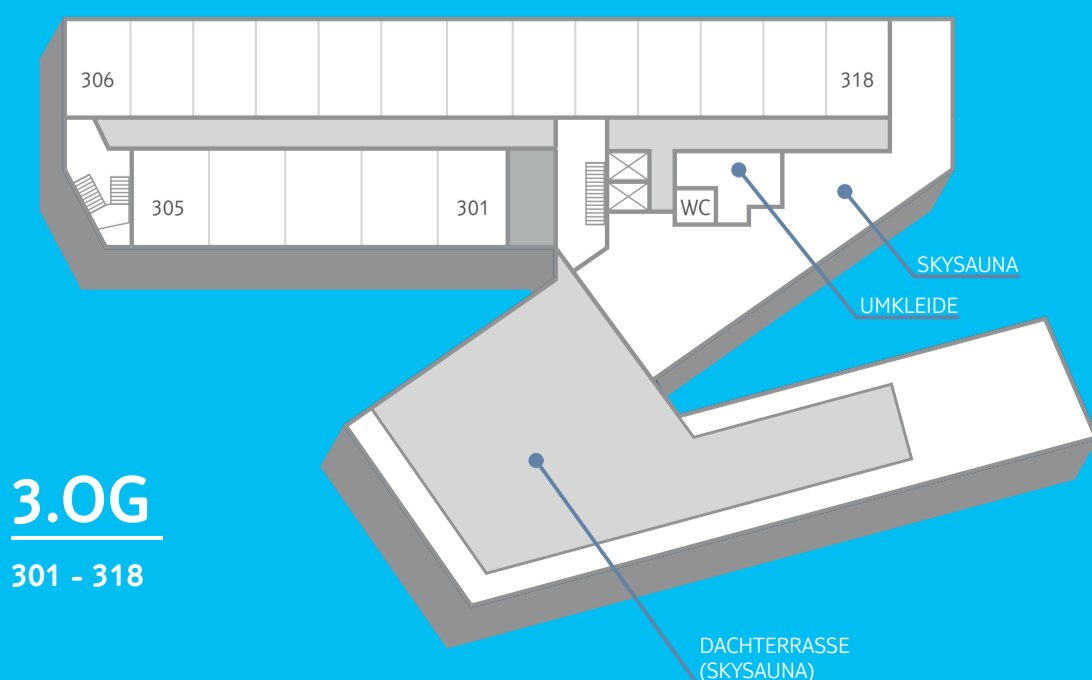 306
318
305
301
WC
SKYSAUNA
UMKLEIDE
3.OG
301 - 318
DACHTERRASSE
(SKYSAUNA)